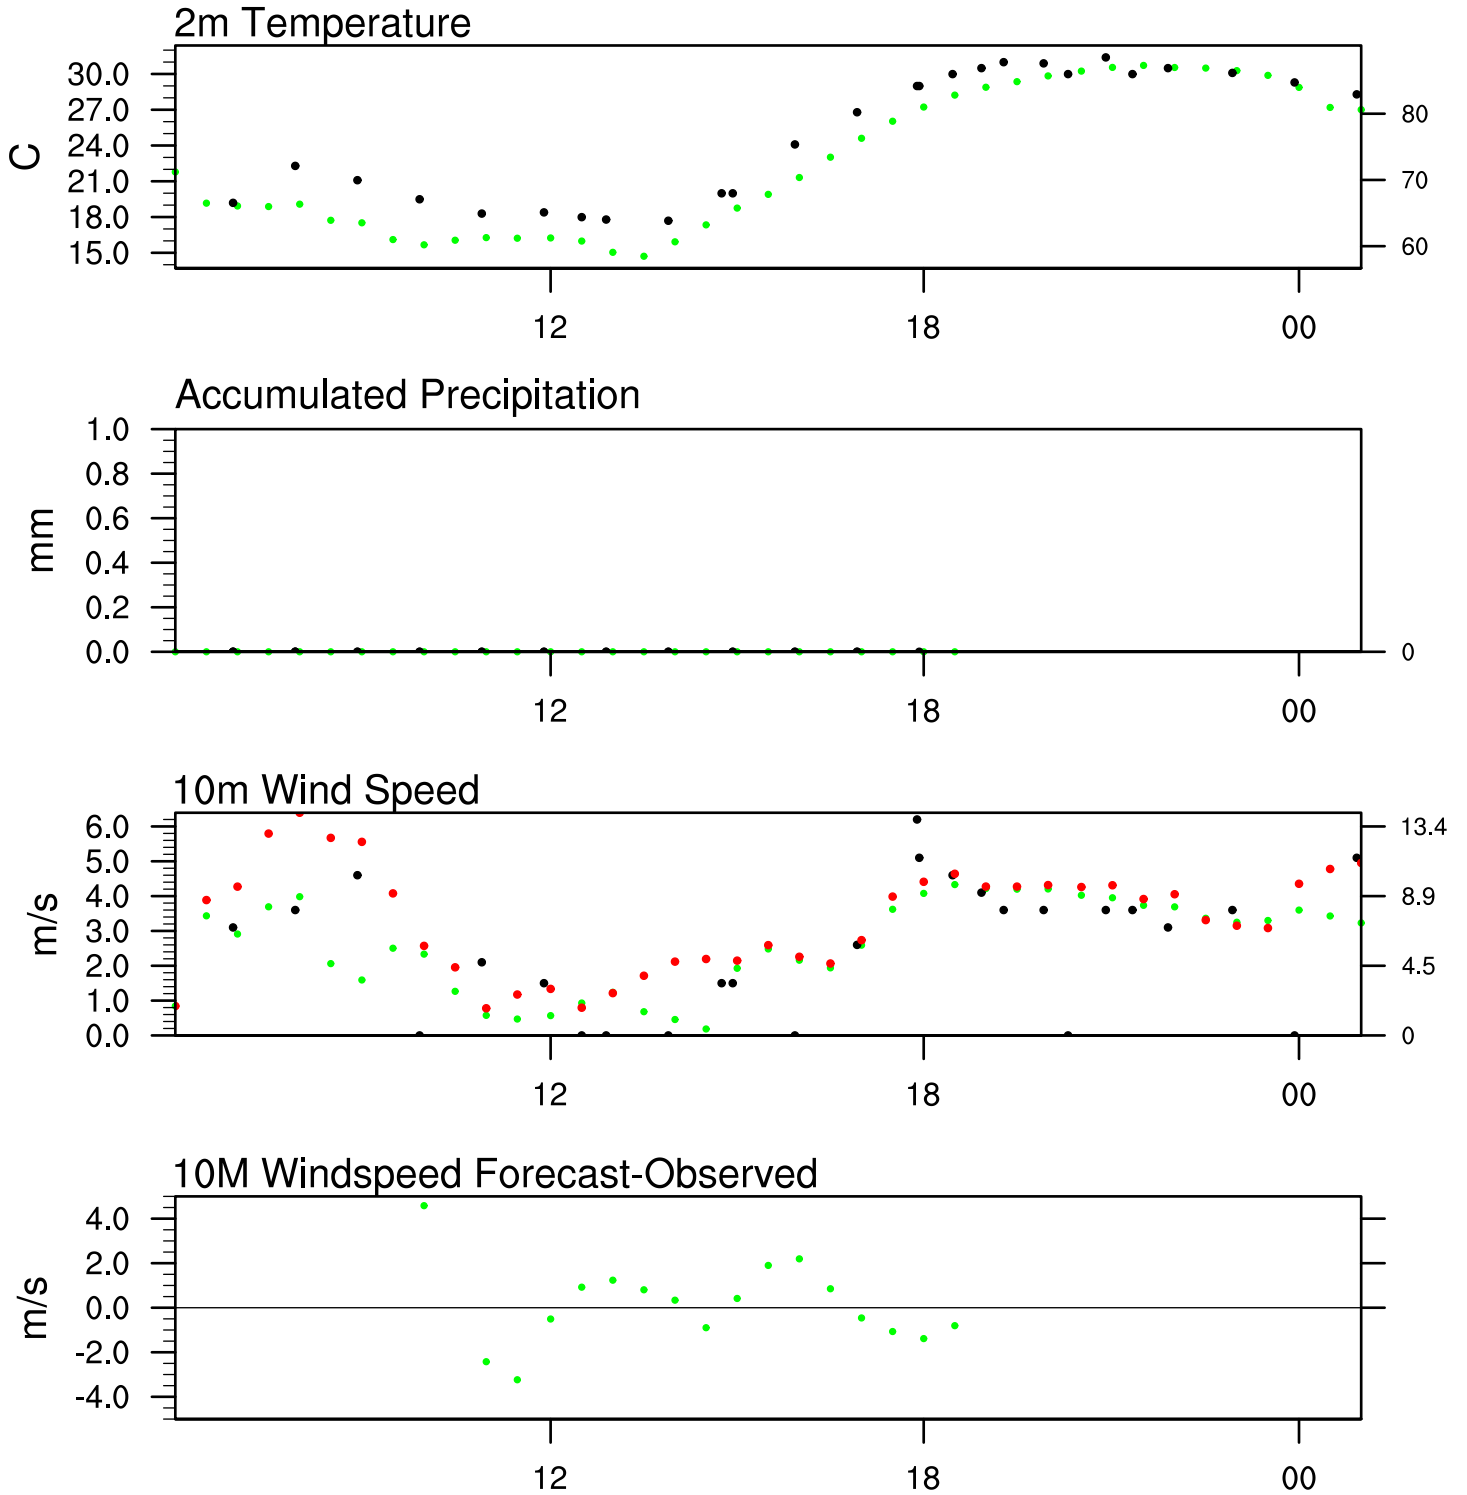 2m Temperature
30.0
27.0
24.0
21.0
18.0
15.0
C
80
70
60
12 18 00
Accumulated Precipitation
1.0
0.8
0.6
0.4
0.2
0.0
mm
0
12 18 00
10m Wind Speed
6.0
5.0
4.0
3.0
2.0
1.0
0.0
m/s
13.4
8.9
4.5
0
12 18 00
10M Windspeed Forecast-Observed
4.0
2.0
0.0
-2.0
-4.0
m/s
12 18 00